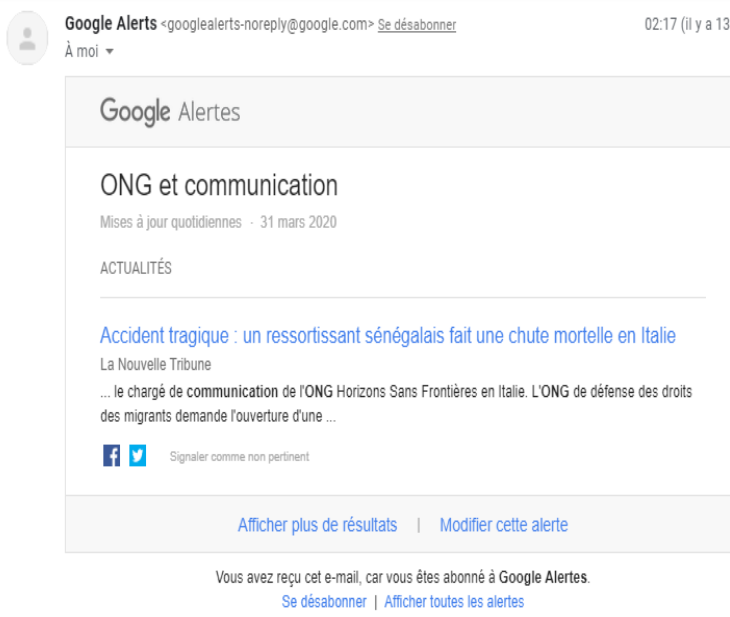 Google Alerts <googlealerts-noreply@google.com> Se désabonner 02:17 (il y a 13
À moi
Google Alertes
ONG et communication
Mises à jour quotidiennes · 31 mars 2020
ACTUALITÉS
Accident tragique : un ressortissant sénégalais fait une chute mortelle en Italie
La Nouvelle Tribune
... le chargé de communication de l'ONG Horizons Sans Frontières en Italie. L'ONG de défense des droits
des migrants demande l'ouverture d'une ...
Signaler comme non pertinent
Afficher plus de résultats | Modifier cette alerte
Vous avez reçu cet e-mail, car vous êtes abonné à Google Alertes.
Se désabonner | Afficher toutes les alertes